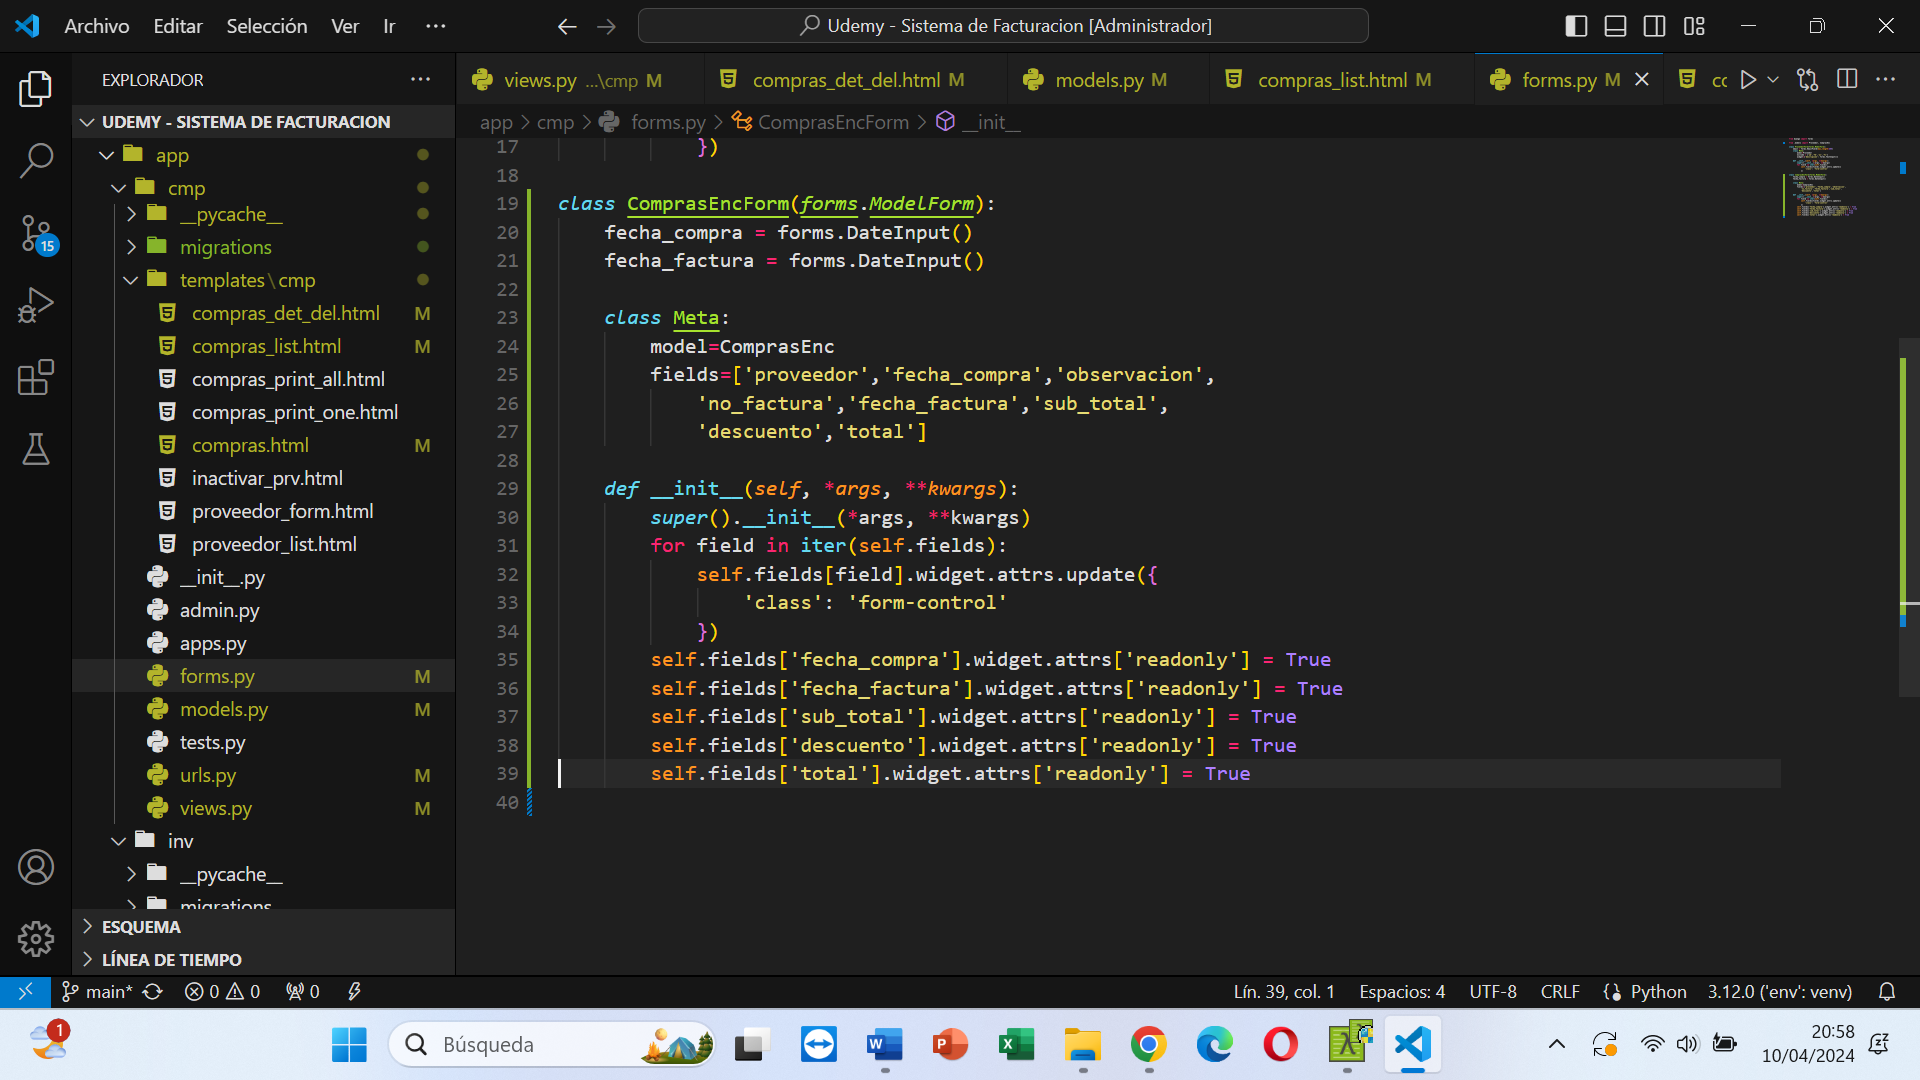 Archivo Editar Selección Ver Ir ···
Udemy - Sistema de Facturacion [Administrador]
EXPLORADOR
views.py ...\cmp M
compras_det_del.html M
models.py M
compras_list.html M
forms.py M
cc
app > cmp > forms.py > ComprasEncForm > __init__
UDEMY - SISTEMA DE FACTURACION
app
cmp
__pycache__
migrations
templates\cmp
compras_det_del.html M
compras_list.html M
compras_print_all.html
compras_print_one.html
compras.html M
inactivar_prv.html
proveedor_form.html
proveedor_list.html
__init__.py
admin.py
apps.py
forms.py M
models.py M
tests.py
urls.py M
views.py M
inv
__pycache__
migrations
ESQUEMA
LÍNEA DE TIEMPO
15
17 })
18
19 class ComprasEncForm(forms.ModelForm):
20 fecha_compra = forms.DateInput()
21 fecha_factura = forms.DateInput()
22
23 class Meta:
24 model=ComprasEnc
25 fields=['proveedor','fecha_compra','observacion',
26 'no_factura','fecha_factura','sub_total',
27 'descuento','total']
28
29 def __init__(self, *args, **kwargs):
30 super().__init__(*args, **kwargs)
31 for field in iter(self.fields):
32 self.fields[field].widget.attrs.update({
33 'class': 'form-control'
34 })
35 self.fields['fecha_compra'].widget.attrs['readonly'] = True
36 self.fields['fecha_factura'].widget.attrs['readonly'] = True
37 self.fields['sub_total'].widget.attrs['readonly'] = True
38 self.fields['descuento'].widget.attrs['readonly'] = True
39 self.fields['total'].widget.attrs['readonly'] = True
40
main* 0 0 0
Lín. 39, col. 1 Espacios: 4 UTF-8 CRLF Python 3.12.0 ('env': venv)
1
Búsqueda
20:58
10/04/2024